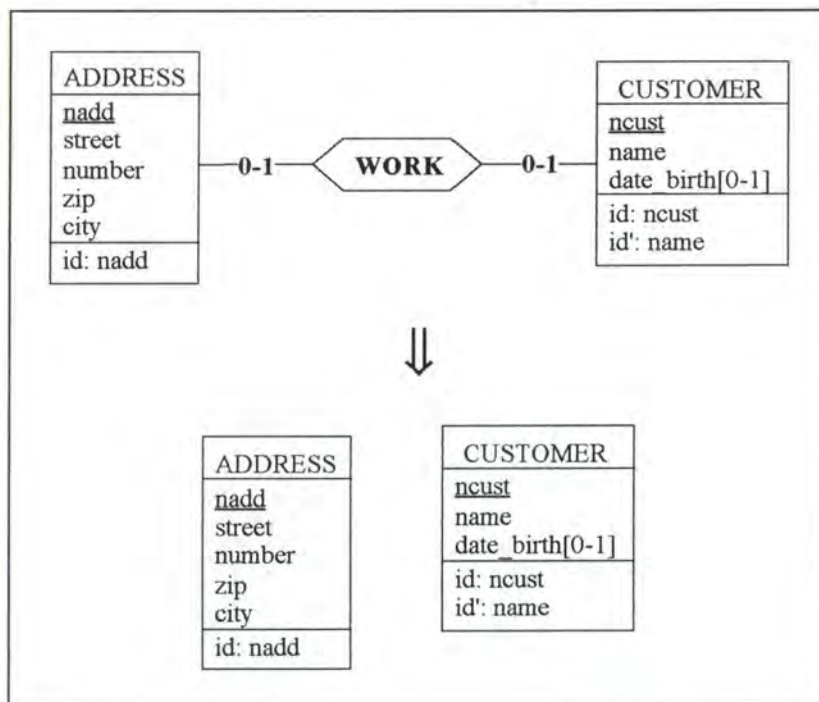 ADDRESS
nadd
street
number
zip
city
id: nadd
0-1
WORK
0-1
CUSTOMER
ncust
name
date_birth[0-1]
id: ncust
id': name
ADDRESS
nadd
street
number
zip
city
id: nadd
CUSTOMER
ncust
name
date_birth[0-1]
id: ncust
id': name